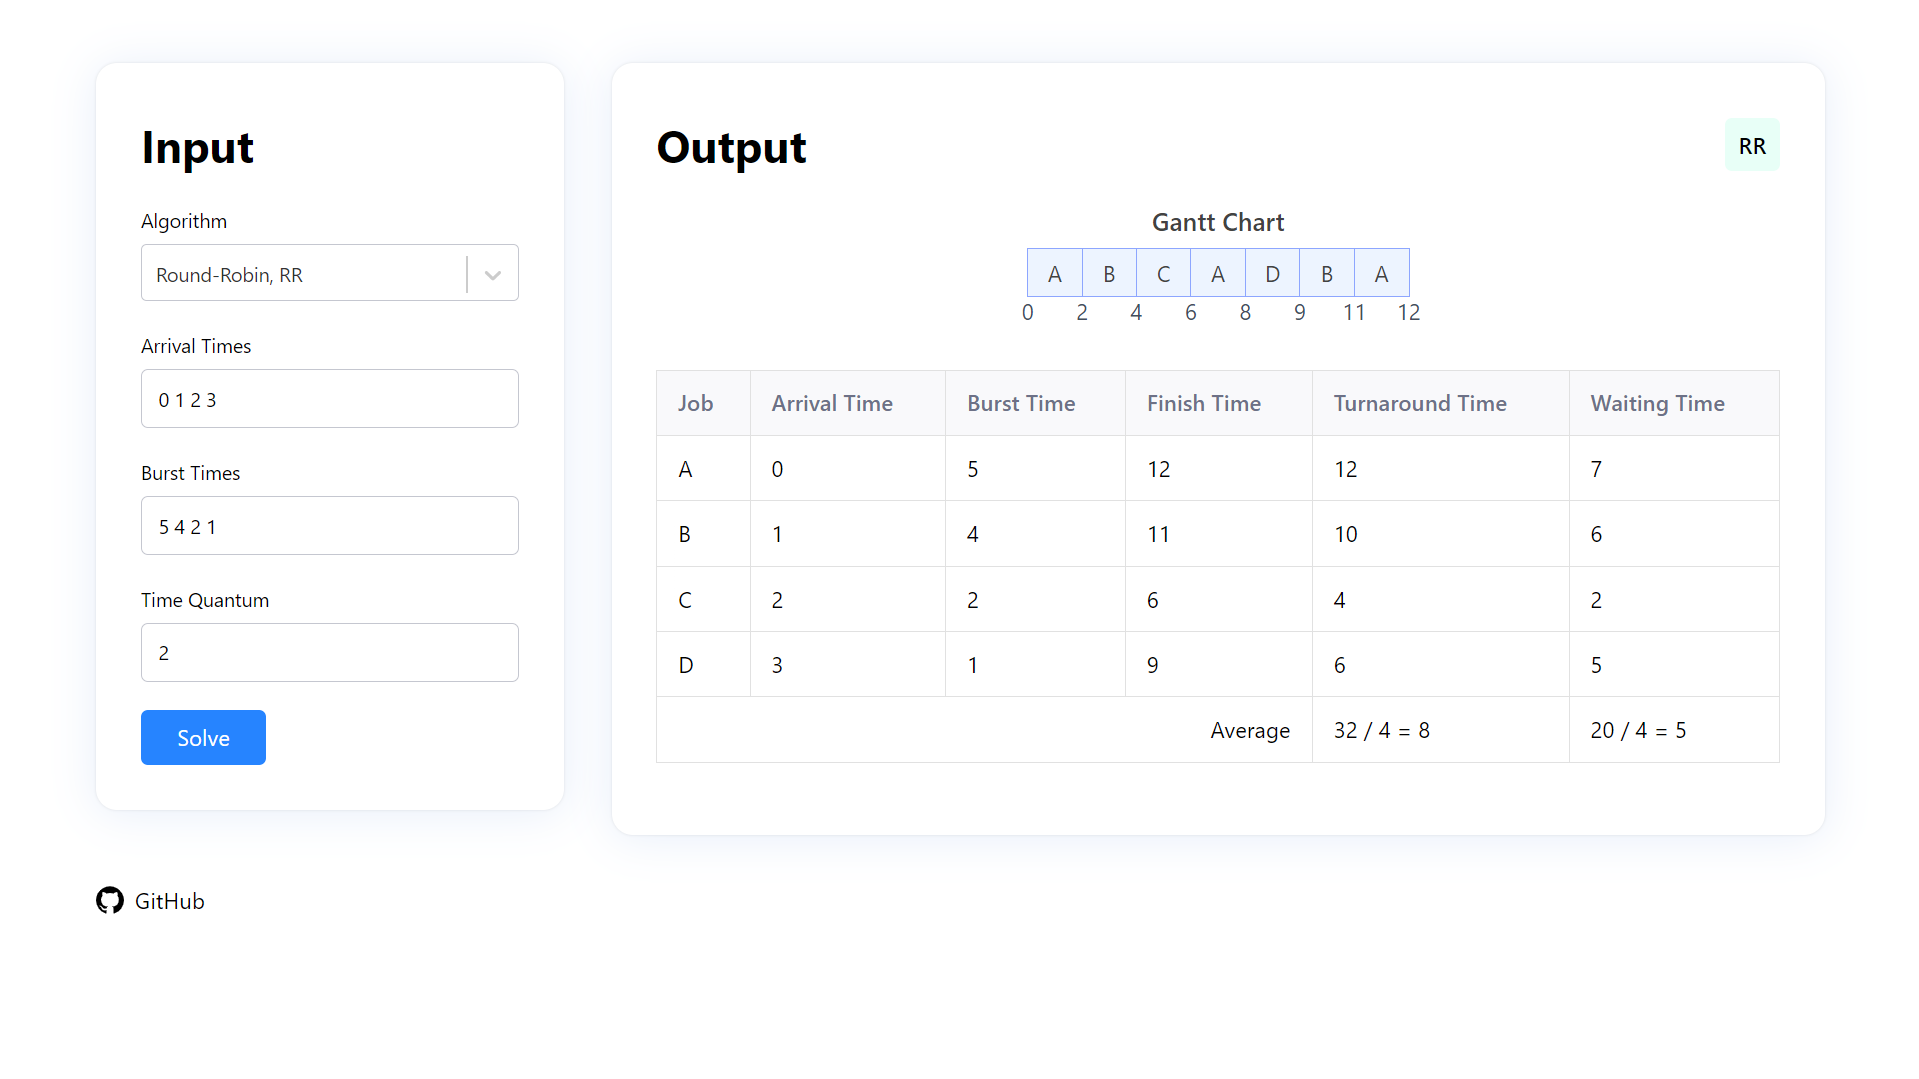 Input
Algorithm
Round-Robin, RR
Arrival Times
0 1 2 3
Burst Times
5 4 2 1
Time Quantum
2
Solve
Output
RR
Gantt Chart
A B C A D B A
0 2 4 6 8 9 11 12
Job Arrival Time Burst Time Finish Time Turnaround Time Waiting Time
A 0 5 12 12 7
B 1 4 11 10 6
C 2 2 6 4 2
D 3 1 9 6 5
Average 32 / 4 = 8 20 / 4 = 5
GitHub